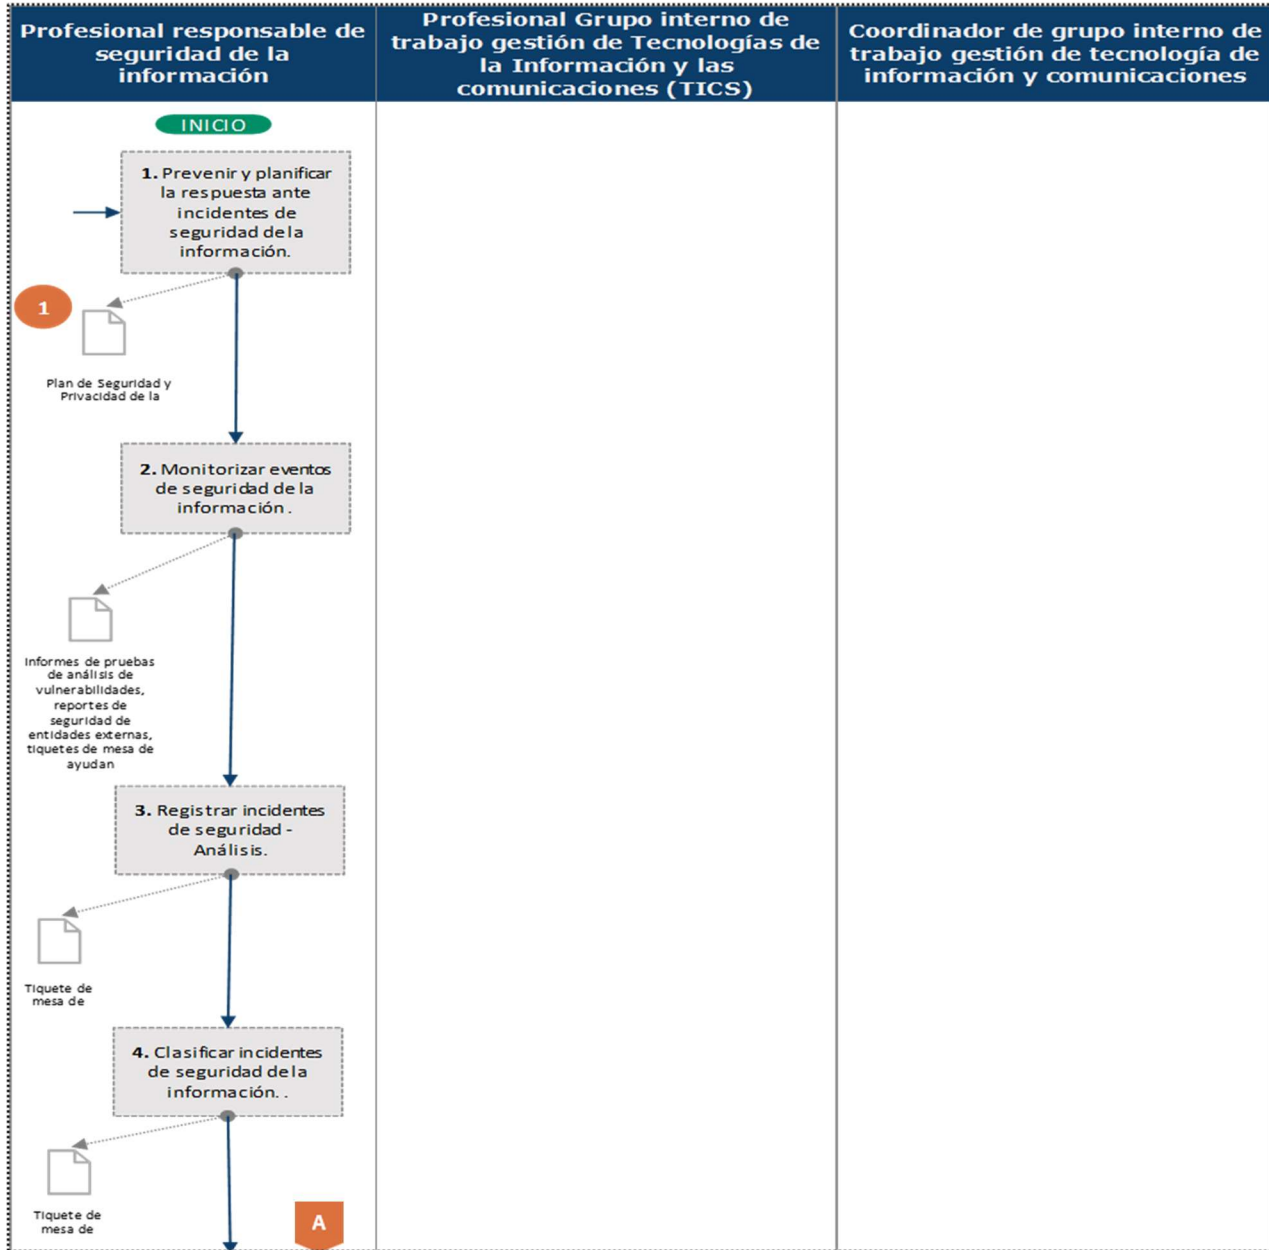 Profesional responsable de
seguridad de la
información
Profesional Grupo interno de
trabajo gestión de Tecnologías de
la Información y las
comunicaciones (TICS)
Coordinador de grupo interno de
trabajo gestión de tecnología de
información y comunicaciones
INICIO
1. Prevenir y planificar
la respuesta ante
incidentes de
seguridad de la
información.
1
Plan de Seguridad y
Privacidad de la
2. Monitorizar eventos
de seguridad de la
información .
Informes de pruebas
de análisis de
vulnerabilidades,
reportes de
seguridad de
entidades externas,
tiquetes de mesa de
ayudan
3. Registrar incidentes
de seguridad -
Análisis.
Tiquete de
mesa de
4. Clasificar incidentes
de seguridad de la
información. .
Tiquete de
mesa de
A